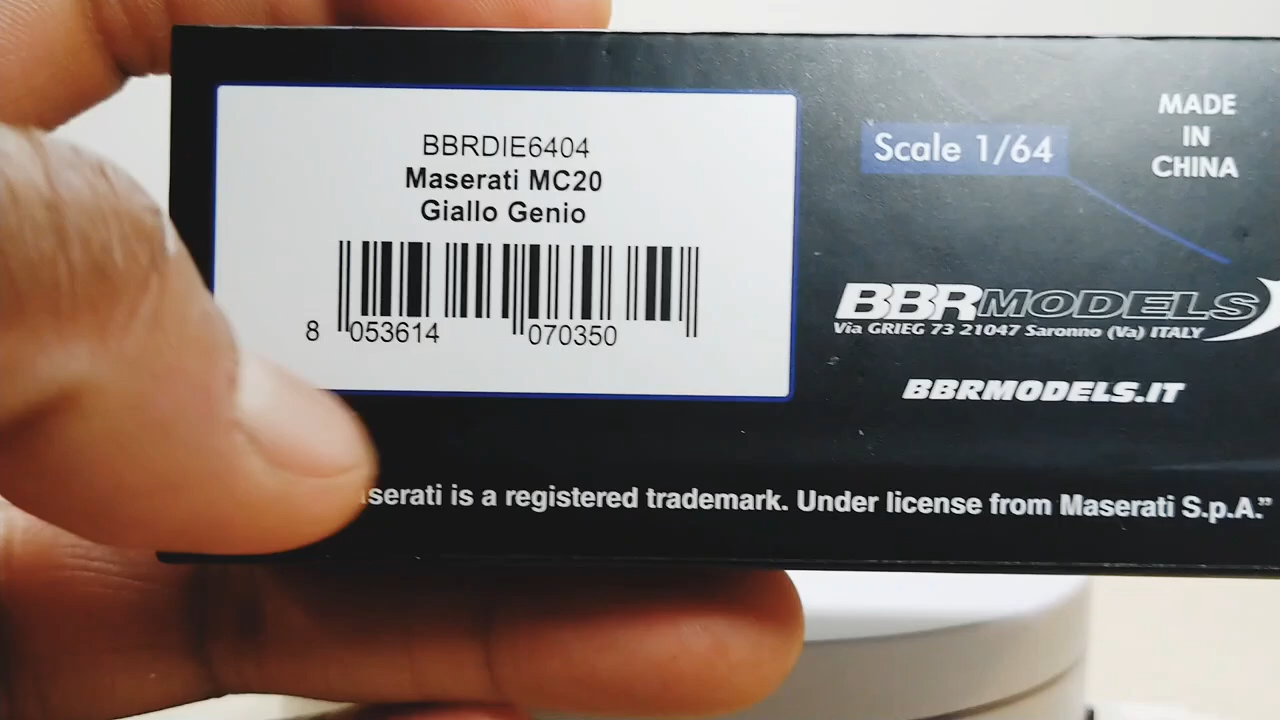 BBRDIE6404
Maserati MC20
Giallo Genio
8 053614 070350
Scale 1/64
MADE
IN
CHINA
BBRMODELS
Via GRIEG 73 21047 Saronno (Va) ITALY
BBRMODELS.IT
serati is a registered trademark. Under license from Maserati S.p.A.”